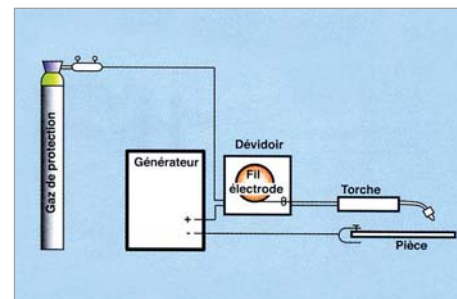 Gaz de protection
Générateur
+
-
Dévidoir
Fil
électrode
Torche
Pièce